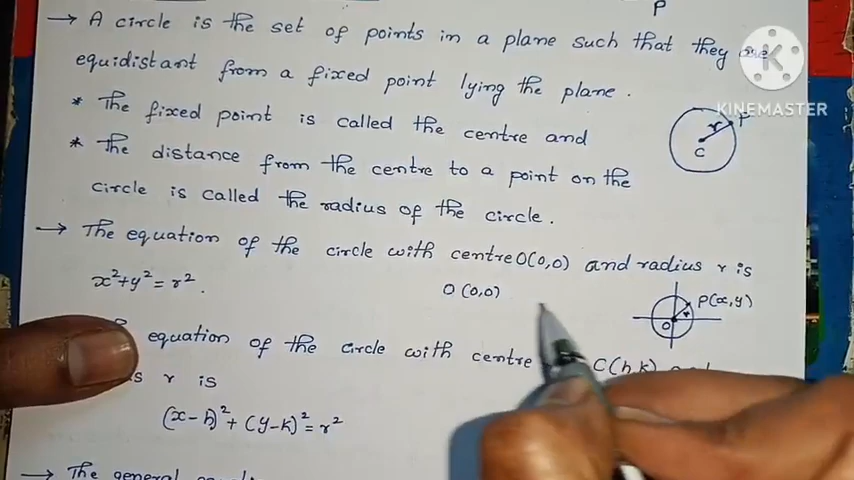 P
→ A circle is the set of points in a plane such that they are
equidistant from a fixed point lying the plane.
* The fixed point is called the centre and
* The distance from the centre to a point on the
circle is called the radius of the circle.
r P
C
K
KINEMASTER
→ The equation of the circle with centre O(0,0) and radius r is
x²+y²=r².
O (0,0)
P(x,y)
r
O
equation of the circle with centre C(h,k) and
r is
(x-h)²+(y-k)²=r²
→ The general